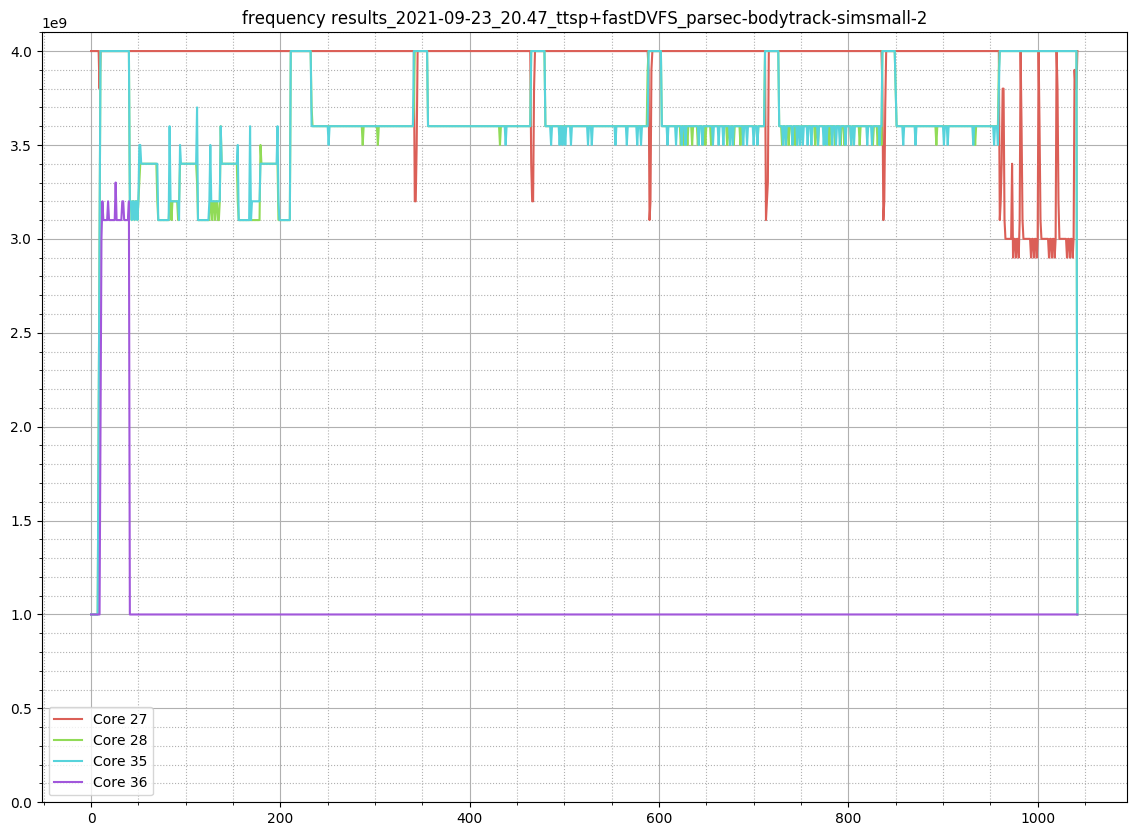 frequency results_2021-09-23_20.47_ttsp+fastDVFS_parsec-bodytrack-simsmall-2
1e9
4.0
3.5
3.0
2.5
2.0
1.5
1.0
0.5
0.0
Core 27
Core 28
Core 35
Core 36
0 200 400 600 800 1000